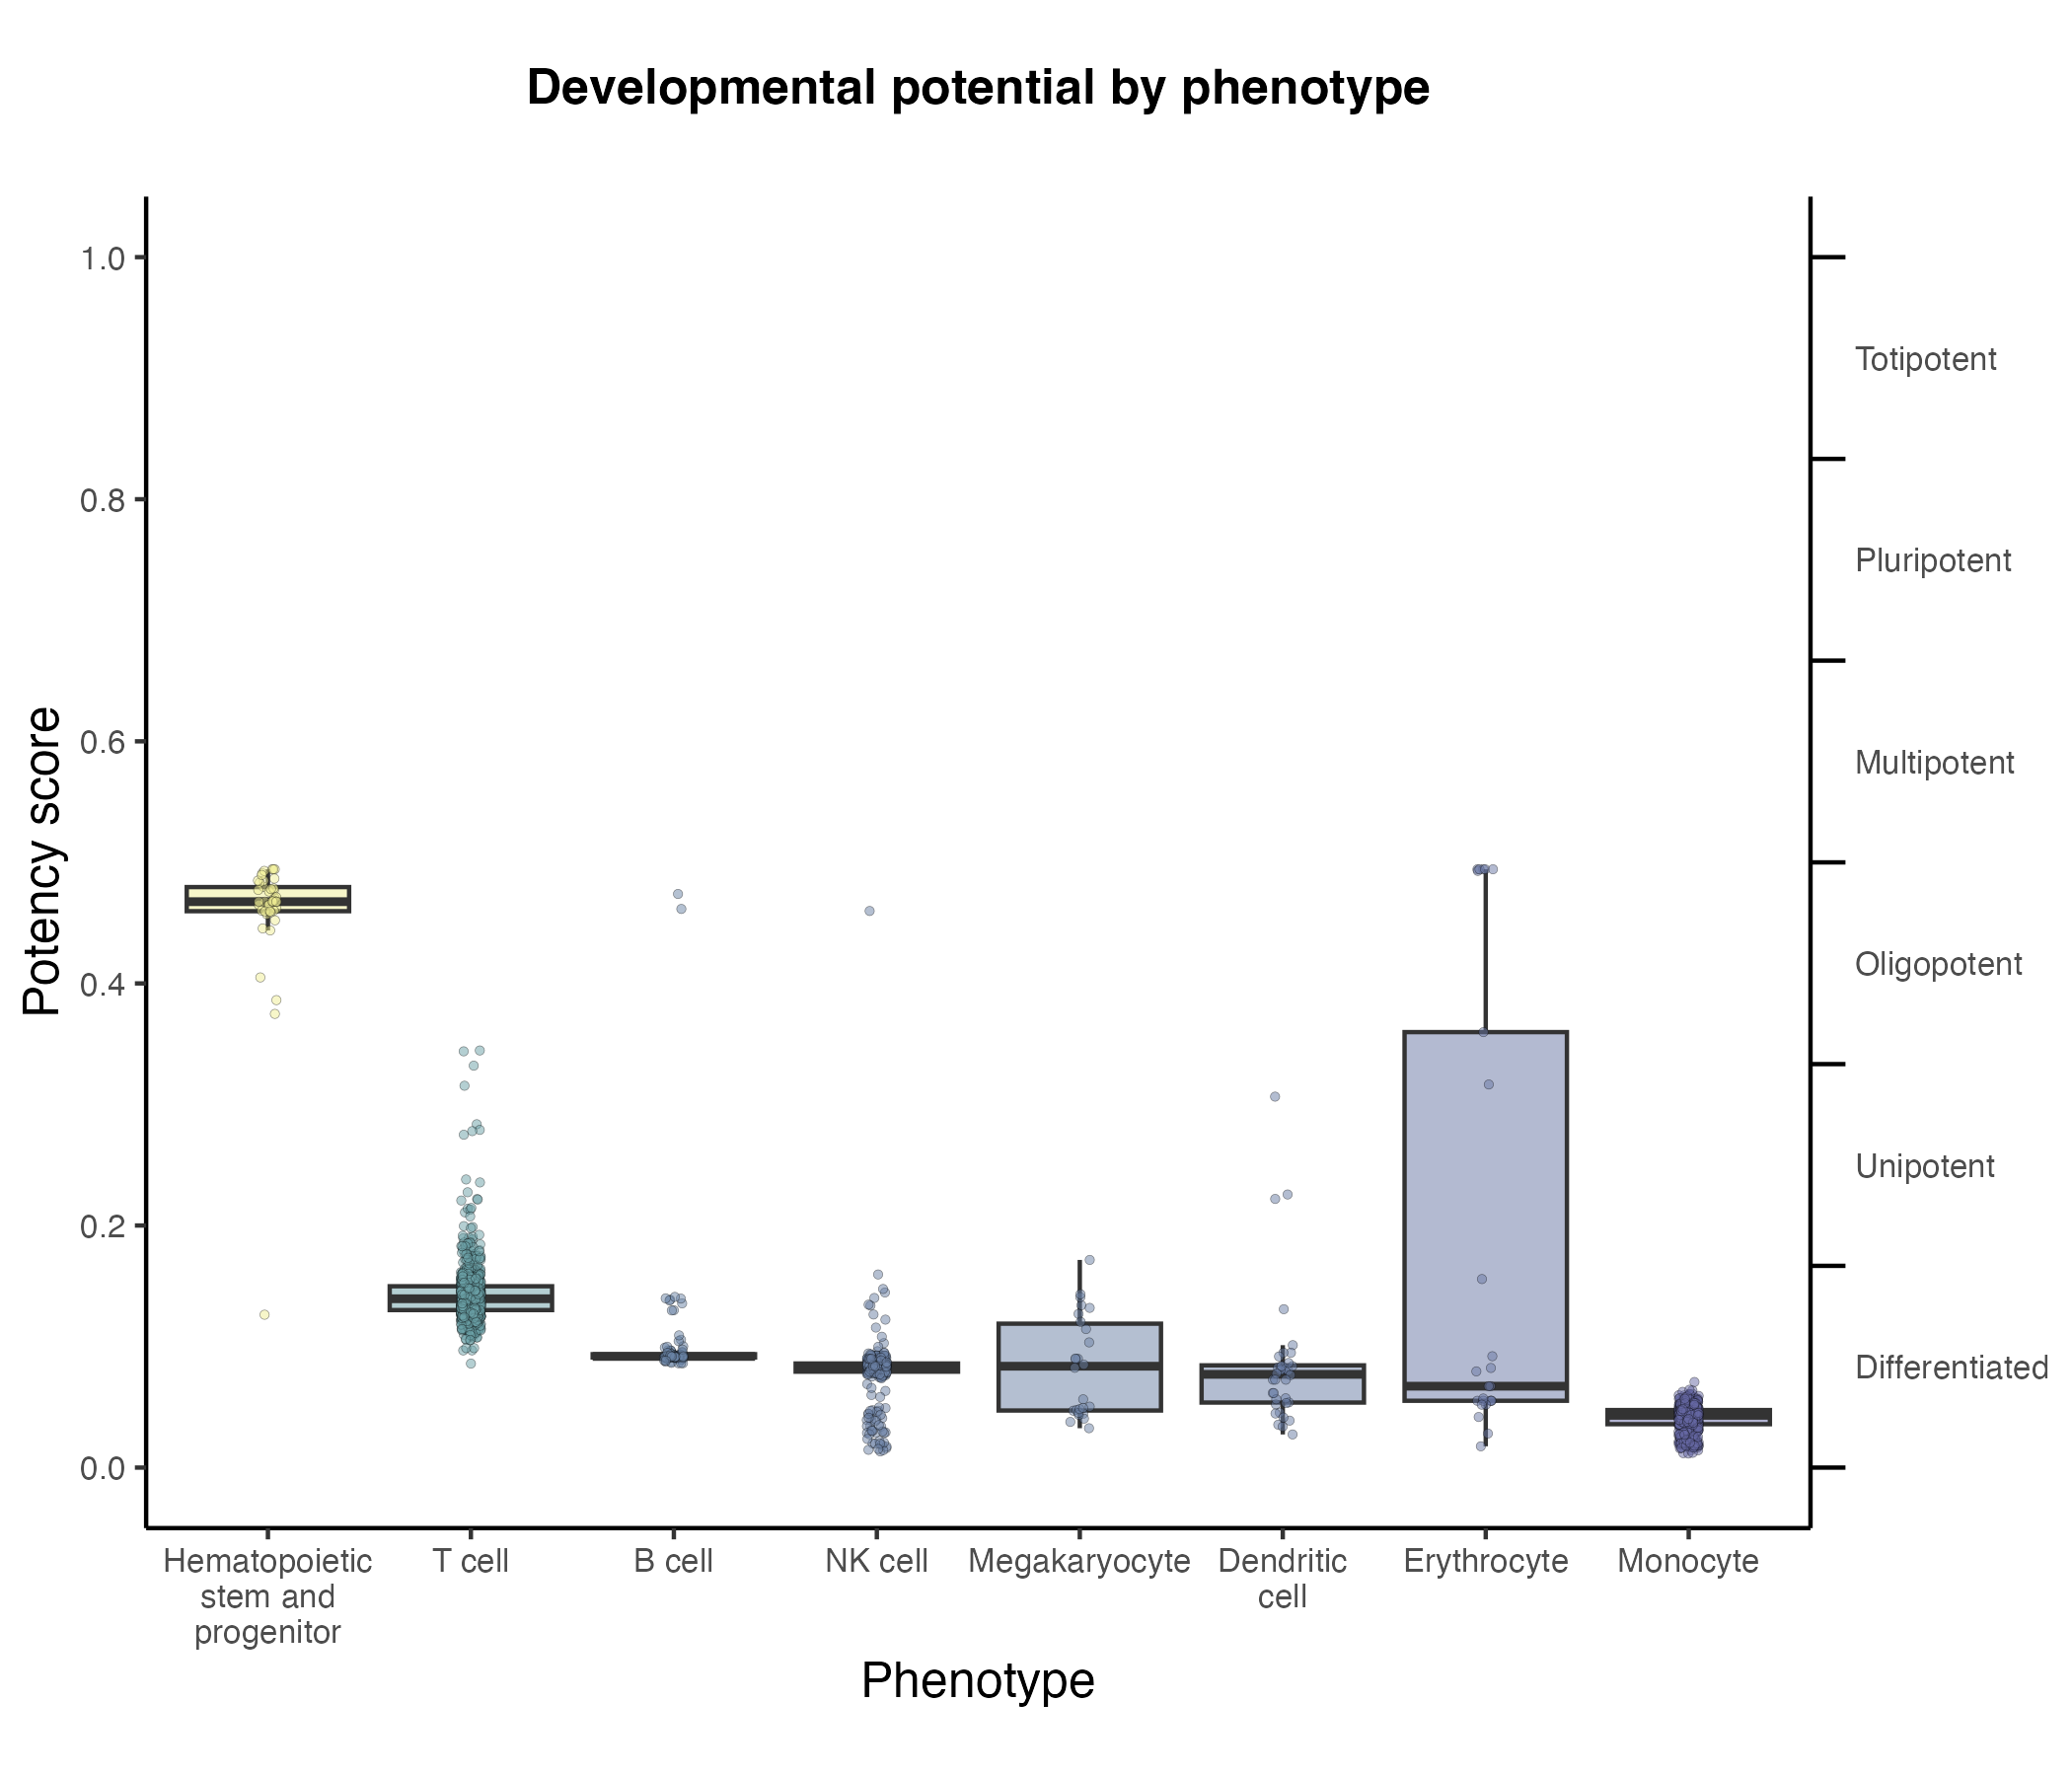 Developmental potential by phenotype
Potency score
1.0
0.8
0.6
0.4
0.2
0.0
Totipotent
Pluripotent
Multipotent
Oligopotent
Unipotent
Differentiated
Hematopoietic
stem and
progenitor
T cell
B cell
NK cell
Megakaryocyte
Dendritic
cell
Erythrocyte
Monocyte
Phenotype